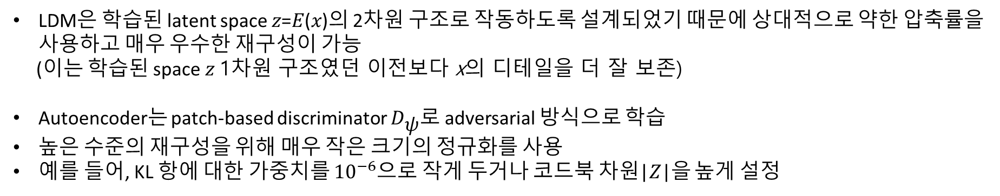 • LDM은 학습된 latent space z=E(x)의 2차원 구조로 작동하도록 설계되었기 때문에 상대적으로 약한 압축률을
사용하고 매우 우수한 재구성이 가능
(이는 학습된 space z 1차원 구조였던 이전보다 x의 디테일을 더 잘 보존)
• Autoencoder는 patch-based discriminator D_ψ로 adversarial 방식으로 학습
• 높은 수준의 재구성을 위해 매우 작은 크기의 정규화를 사용
• 예를 들어, KL 항에 대한 가중치를 10⁻⁶으로 작게 두거나 코드북 차원|Z|을 높게 설정